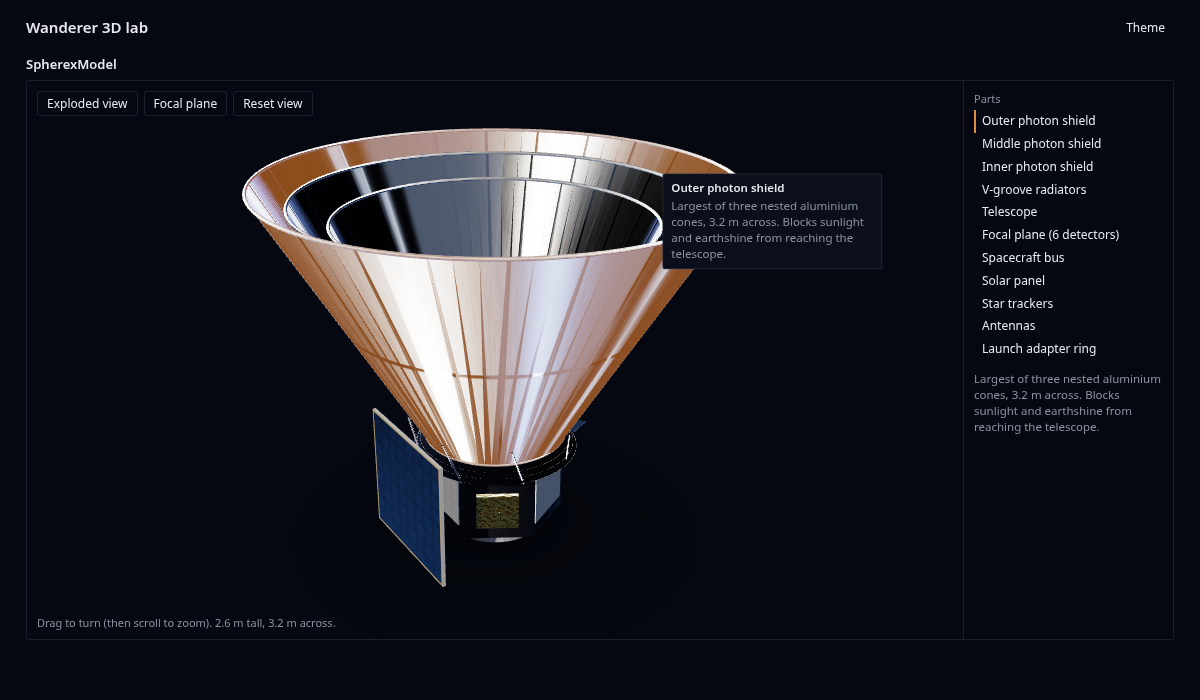 Wanderer 3D lab
Theme
SpherexModel
Exploded view
Focal plane
Reset view
Outer photon shield
Largest of three nested aluminium
cones, 3.2 m across. Blocks sunlight
and earthshine from reaching the
telescope.
Drag to turn (then scroll to zoom). 2.6 m tall, 3.2 m across.
Parts
Outer photon shield
Middle photon shield
Inner photon shield
V-groove radiators
Telescope
Focal plane (6 detectors)
Spacecraft bus
Solar panel
Star trackers
Antennas
Launch adapter ring
Largest of three nested aluminium
cones, 3.2 m across. Blocks
sunlight and earthshine from
reaching the telescope.